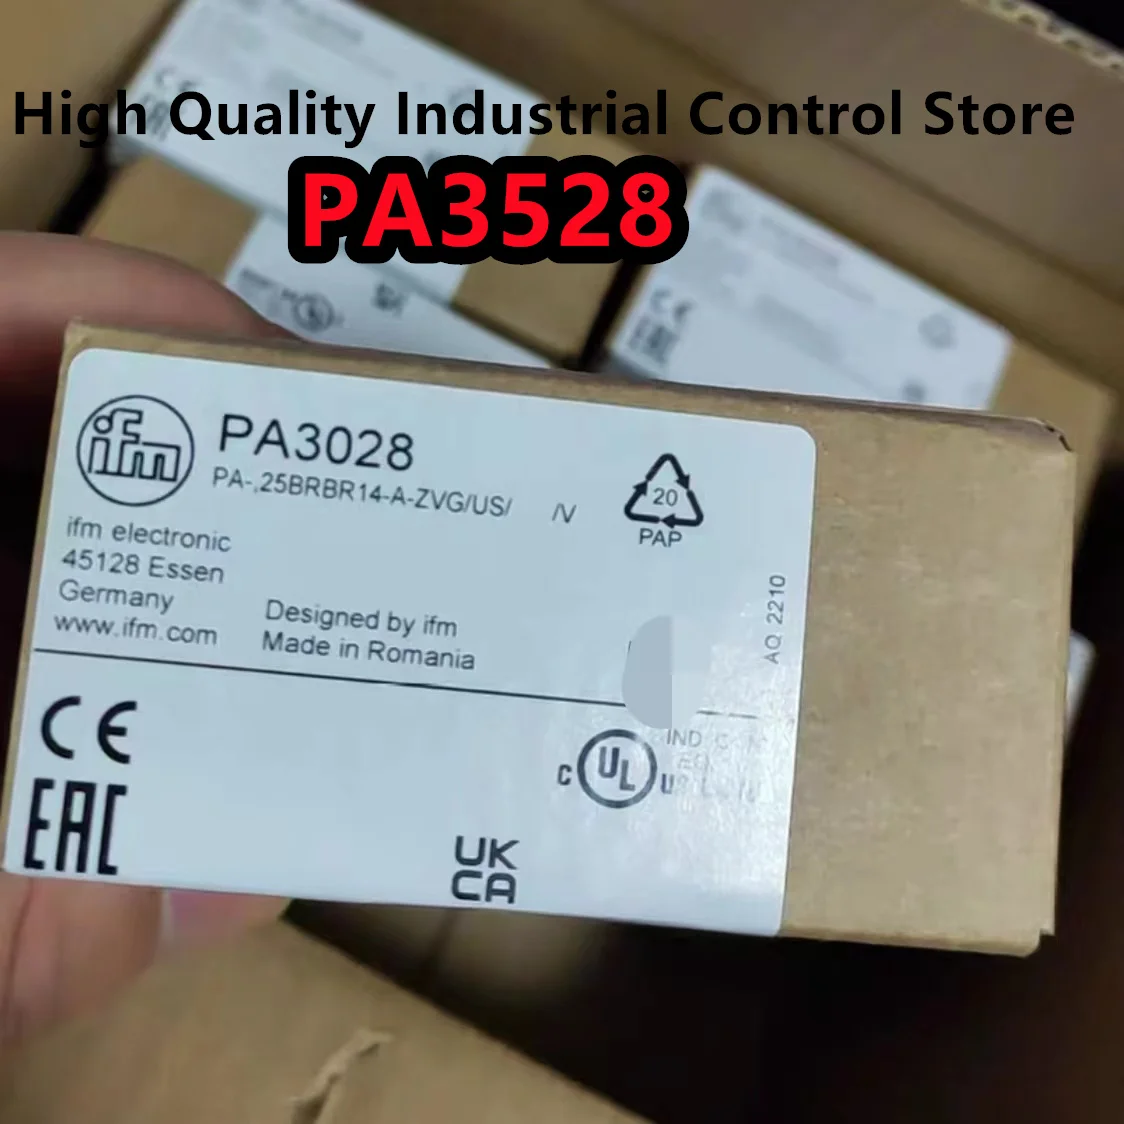 High Quality Industrial Control Store
PA3528
ifm
PA3028
PA-,25BRBR14-A-ZVG/US/ /V
20
PAP
ifm electronic
45128 Essen
Germany
www.ifm.com
Designed by ifm
Made in Romania
AQ 2210
CE
EAC
C UL U
IND
UK
CA